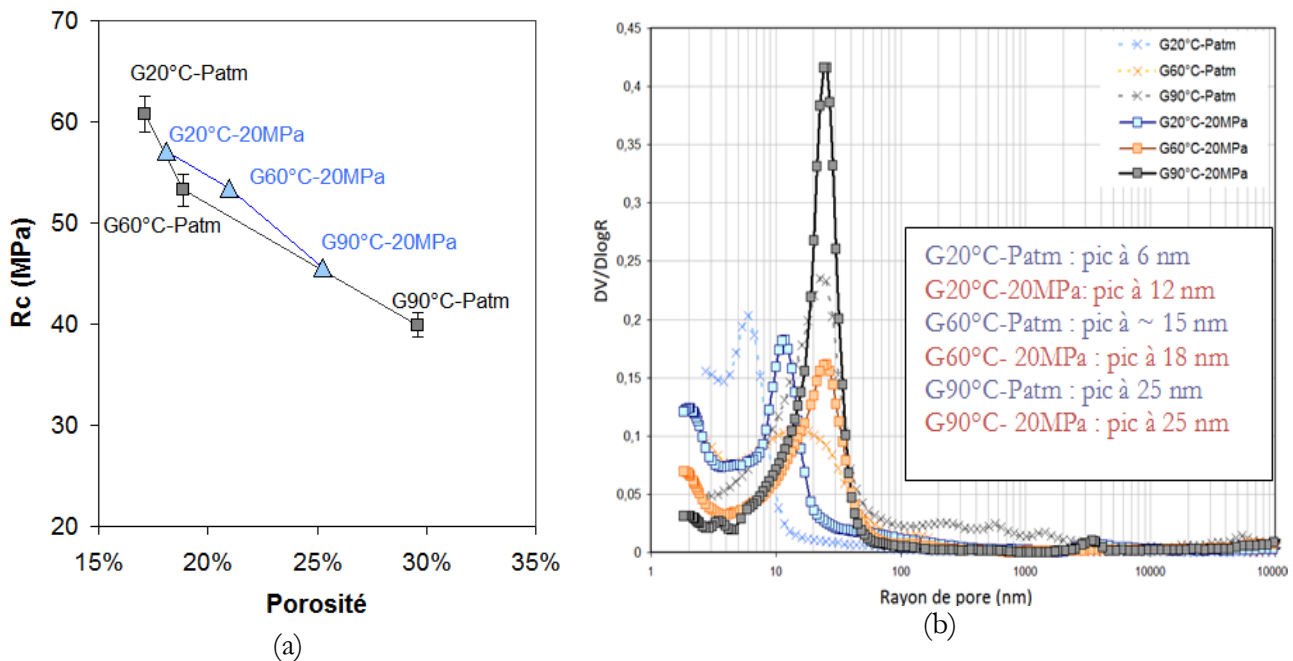 70
60
50
40
30
20
Rc (MPa)
G20°C-Patm
G20°C-20MPa
G60°C-20MPa
G60°C-Patm
G90°C-20MPa
G90°C-Patm
15% 20% 25% 30% 35%
Porosité
(a)
b)
0,45
0,4
0,35
0,3
0,25
0,2
0,15
0,1
0,05
0
DV/DlogR
G20°C-Patm
G60°C-Patm
G90°C-Patm
G20°C-20MPa
G60°C-20MPa
G90°C-20MPa
G20°C-Patm : pic à 6 nm
G20°C-20MPa: pic à 12 nm
G60°C-Patm : pic à ~ 15 nm
G60°C- 20MPa : pic à 18 nm
G90°C-Patm : pic à 25 nm
G90°C- 20MPa : pic à 25 nm
1 10 100 1000 10000 10000
Rayon de pore (nm)
(b)